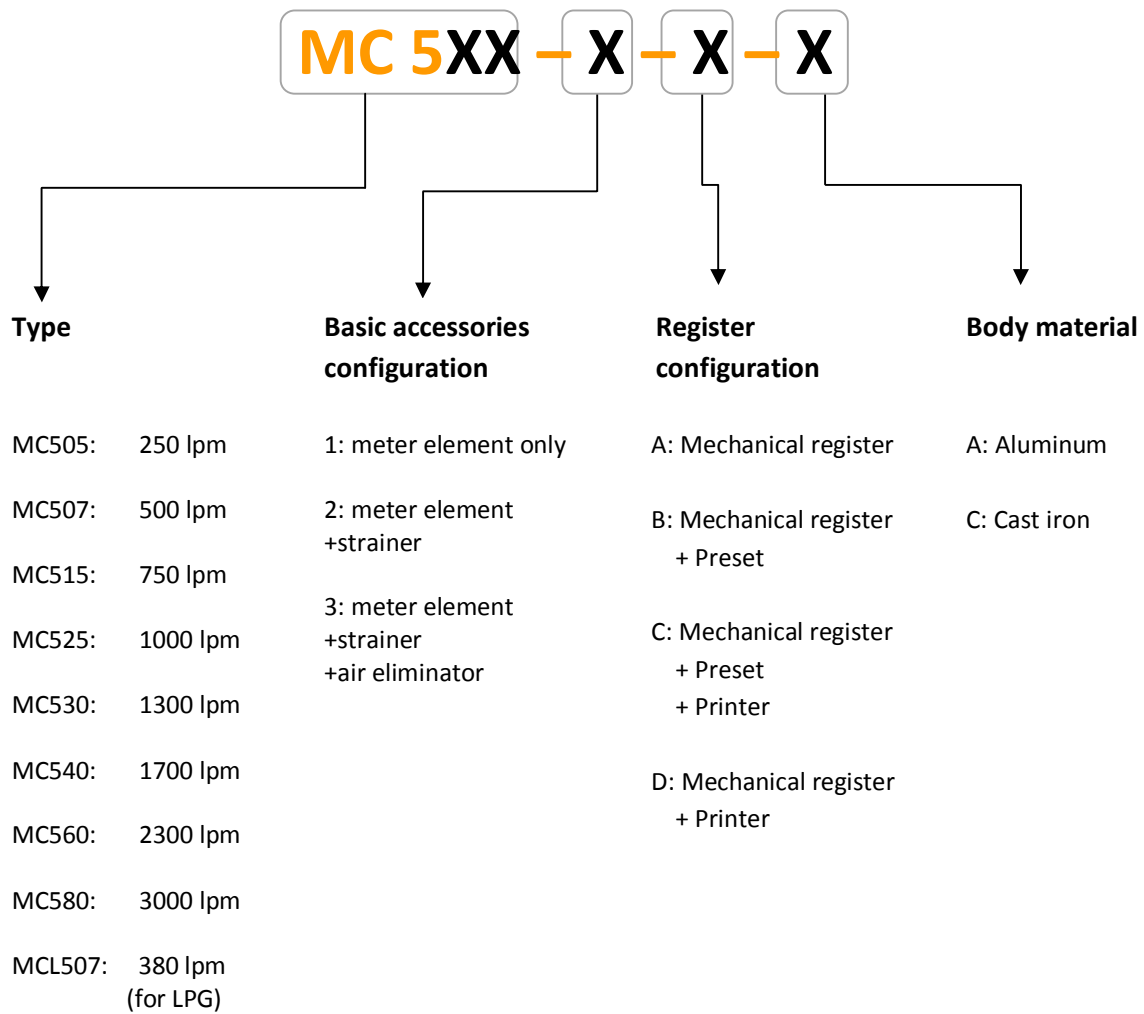 MC 5XX – X – X – X
Type
MC505: 250 lpm
MC507: 500 lpm
MC515: 750 lpm
MC525: 1000 lpm
MC530: 1300 lpm
MC540: 1700 lpm
MC560: 2300 lpm
MC580: 3000 lpm
MCL507: 380 lpm
(for LPG)
Basic accessories
configuration
1: meter element only
2: meter element
+strainer
3: meter element
+strainer
+air eliminator
Register
configuration
A: Mechanical register
B: Mechanical register
+ Preset
C: Mechanical register
+ Preset
+ Printer
D: Mechanical register
+ Printer
Body material
A: Aluminum
C: Cast iron